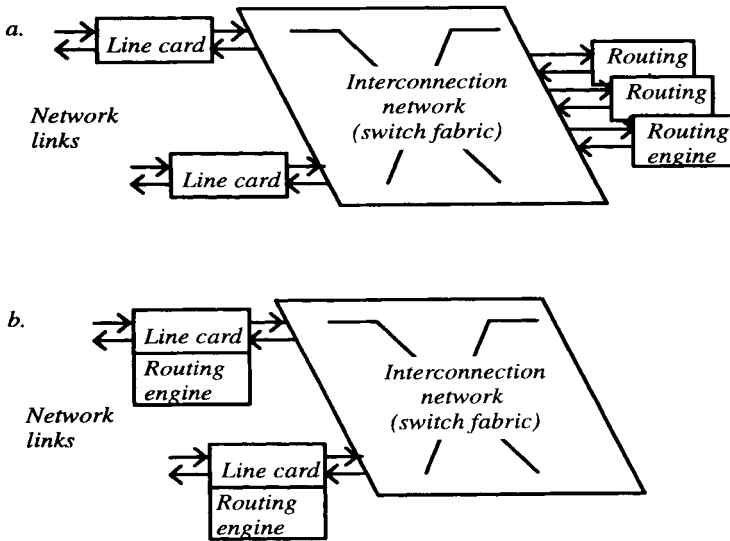 a.
Line card
Network
links
Line card
Interconnection
network
(switch fabric)
Routing
Routing
Routing
engine
b.
Line card
Routing
engine
Network
links
Line card
Routing
engine
Interconnection
network
(switch fabric)